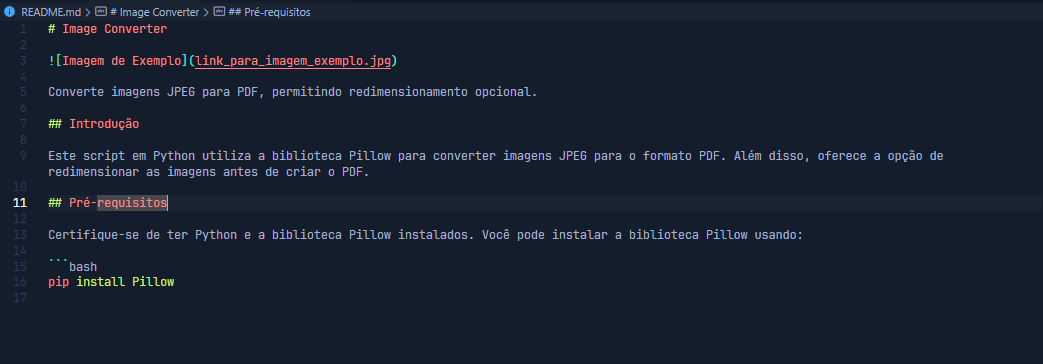 README.md > # Image Converter > ## Pré-requisitos
1 # Image Converter
2
3 ![Imagem de Exemplo](link_para_imagem_exemplo.jpg)
4
5 Converte imagens JPEG para PDF, permitindo redimensionamento opcional.
6
7 ## Introdução
8
9 Este script em Python utiliza a biblioteca Pillow para converter imagens JPEG para o formato PDF. Além disso, oferece a opção de
redimensionar as imagens antes de criar o PDF.
10
11 ## Pré-requisitos
12
13 Certifique-se de ter Python e a biblioteca Pillow instalados. Você pode instalar a biblioteca Pillow usando:
14
15 ```bash
16 pip install Pillow
17